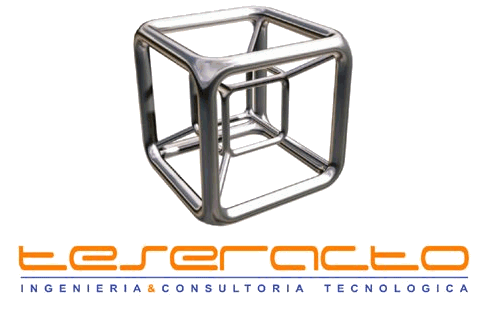 teseracto
INGENIERIA & CONSULTORIA TECNOLOGICA